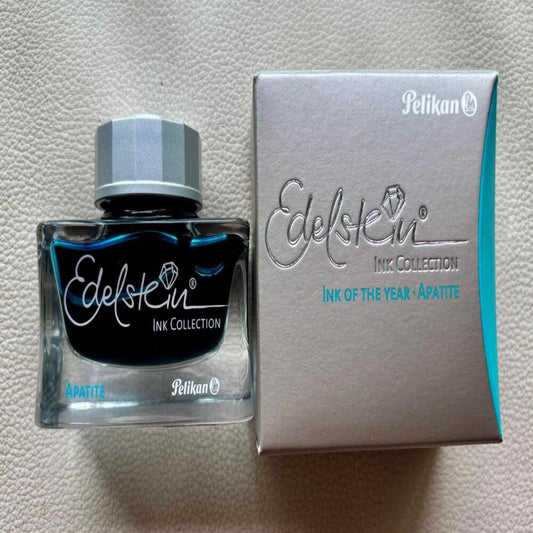 Edelstein®
INK COLLECTION
APATITE
Pelikan
Pelikan
Edelstein®
INK COLLECTION
INK OF THE YEAR · APATITE